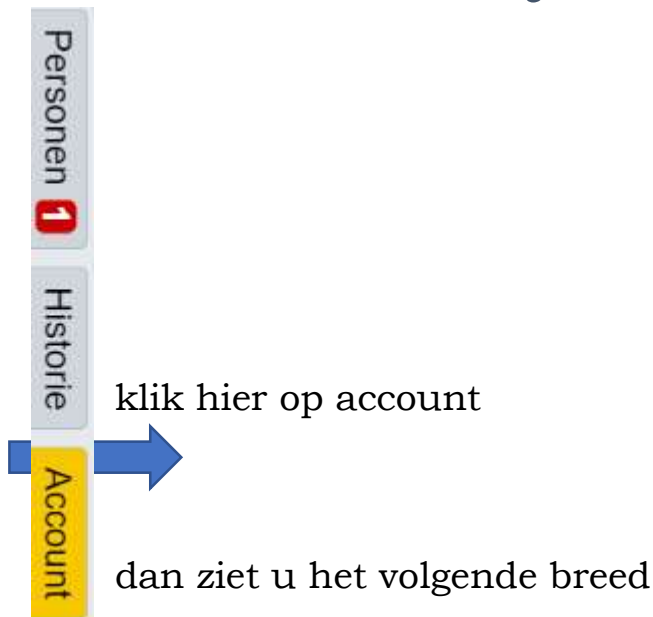 Personen 1
Historie
klik hier op account
Account
dan ziet u het volgende breed